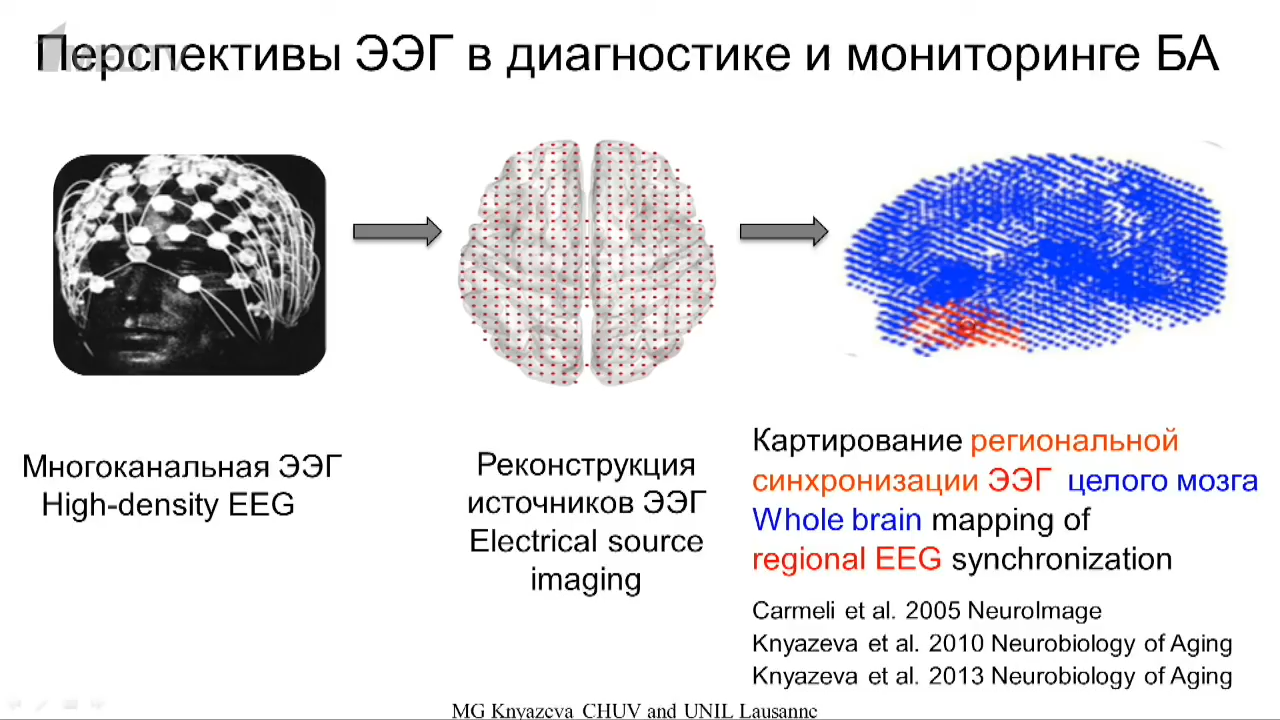 Перспективы ЭЭГ в диагностике и мониторинге БА
Многоканальная ЭЭГ
High-density EEG
Реконструкция
источников ЭЭГ
Electrical source
imaging
Картирование региональной
синхронизации ЭЭГ целого мозга
Whole brain mapping of
regional EEG synchronization
Carmeli et al. 2005 NeuroImage
Knyazeva et al. 2010 Neurobiology of Aging
Knyazeva et al. 2013 Neurobiology of Aging
MG Knyazeva CHUV and UNIL Lausanne